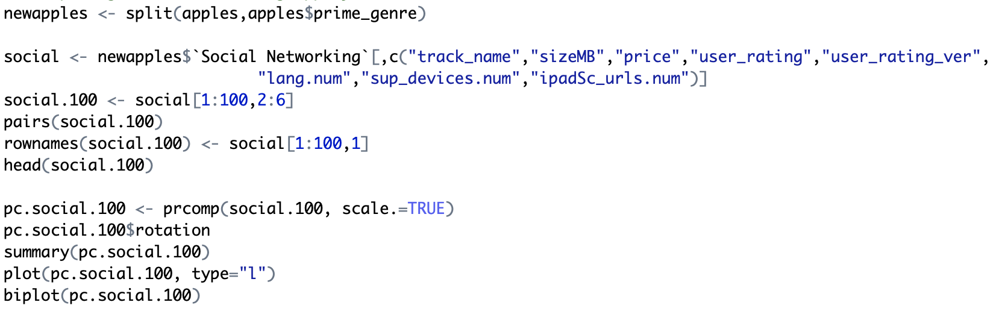 newapples <- split(apples,apples$prime_genre)
social <- newapples$`Social Networking`[,c("track_name","sizeMB","price","user_rating","user_rating_ver",
"lang.num","sup_devices.num","ipadSc_urls.num")]
social.100 <- social[1:100,2:6]
pairs(social.100)
rownames(social.100) <- social[1:100,1]
head(social.100)
pc.social.100 <- prcomp(social.100, scale.=TRUE)
pc.social.100$rotation
summary(pc.social.100)
plot(pc.social.100, type="l")
biplot(pc.social.100)